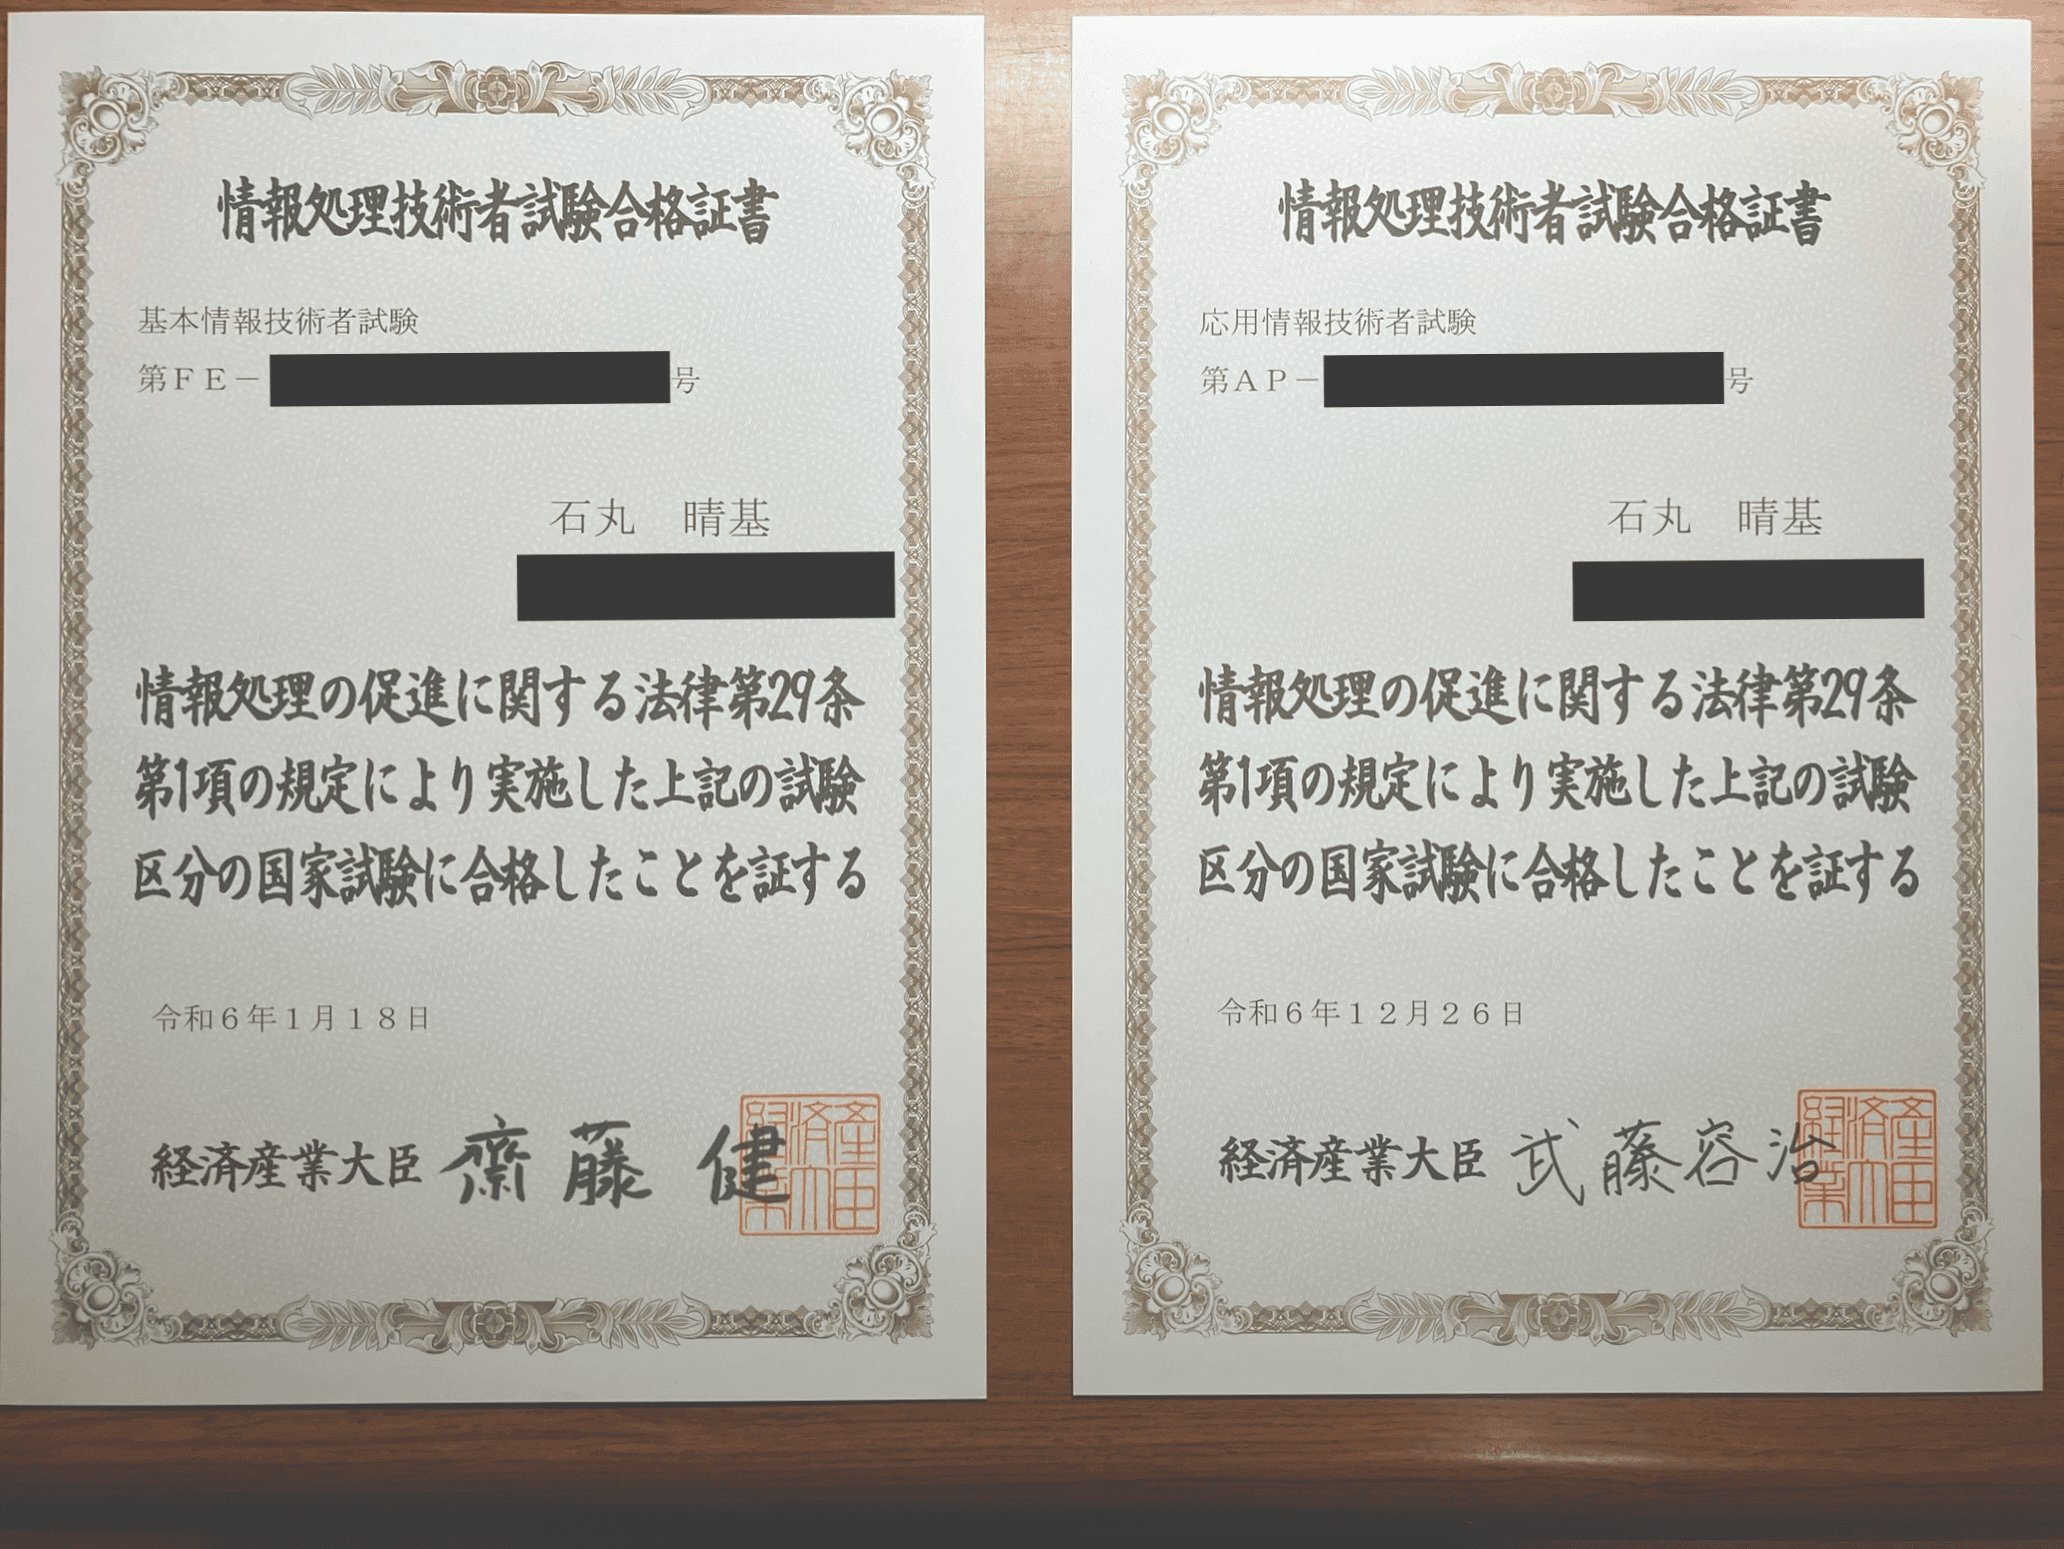 情報処理技術者試験合格証書
基本情報技術者試験
第ＦＥ－号
石丸　晴基
情報処理の促進に関する法律第29条
第1項の規定により実施した上記の試験
区分の国家試験に合格したことを証する
令和６年１月１８日
経済産業大臣 齋藤 健
経済産業大臣
情報処理技術者試験合格証書
応用情報技術者試験
第ＡＰ－号
石丸　晴基
情報処理の促進に関する法律第29条
第1項の規定により実施した上記の試験
区分の国家試験に合格したことを証する
令和６年１２月２６日
経済産業大臣 武藤容治
経済産業大臣